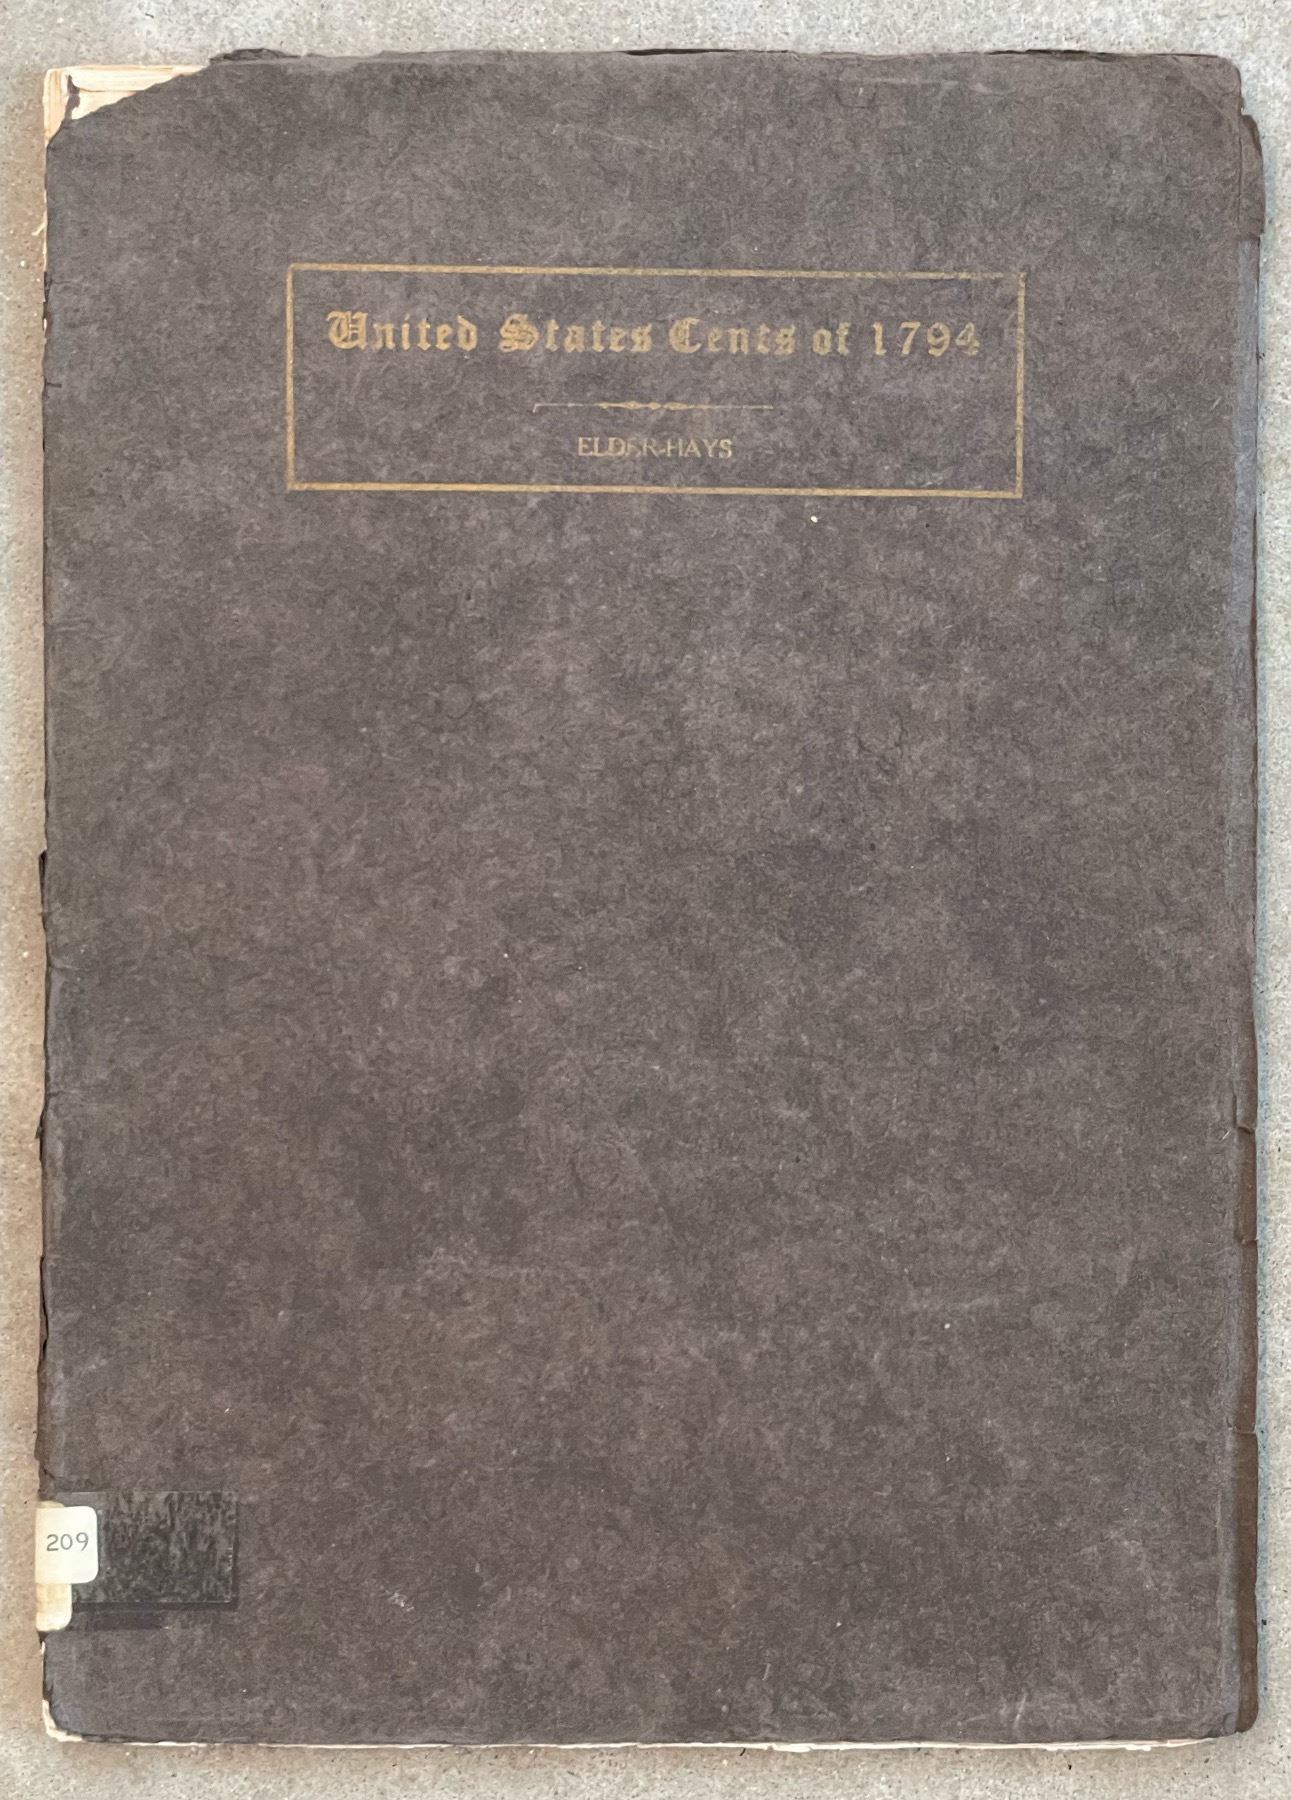 United States Cents of 1794
ELDER-HAYS
209